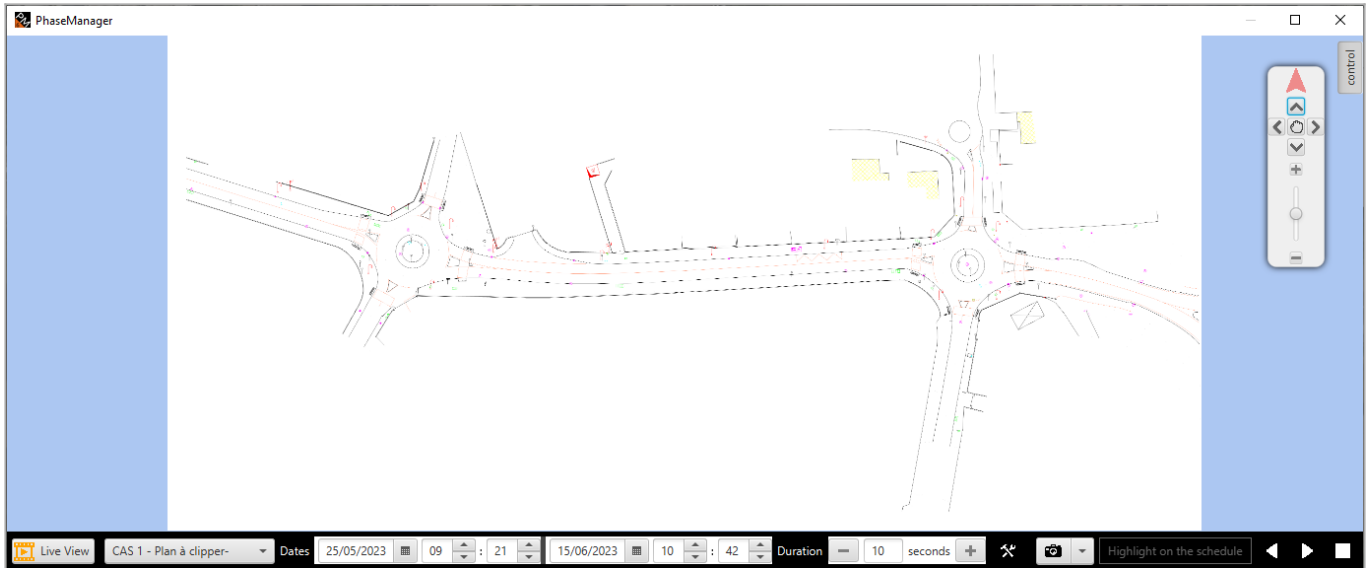 PhaseManager
control
Live View
CAS 1 - Plan à clipper-
Dates
25/05/2023
09
:
21
15/06/2023
10
:
42
Duration
10
seconds
Highlight on the schedule